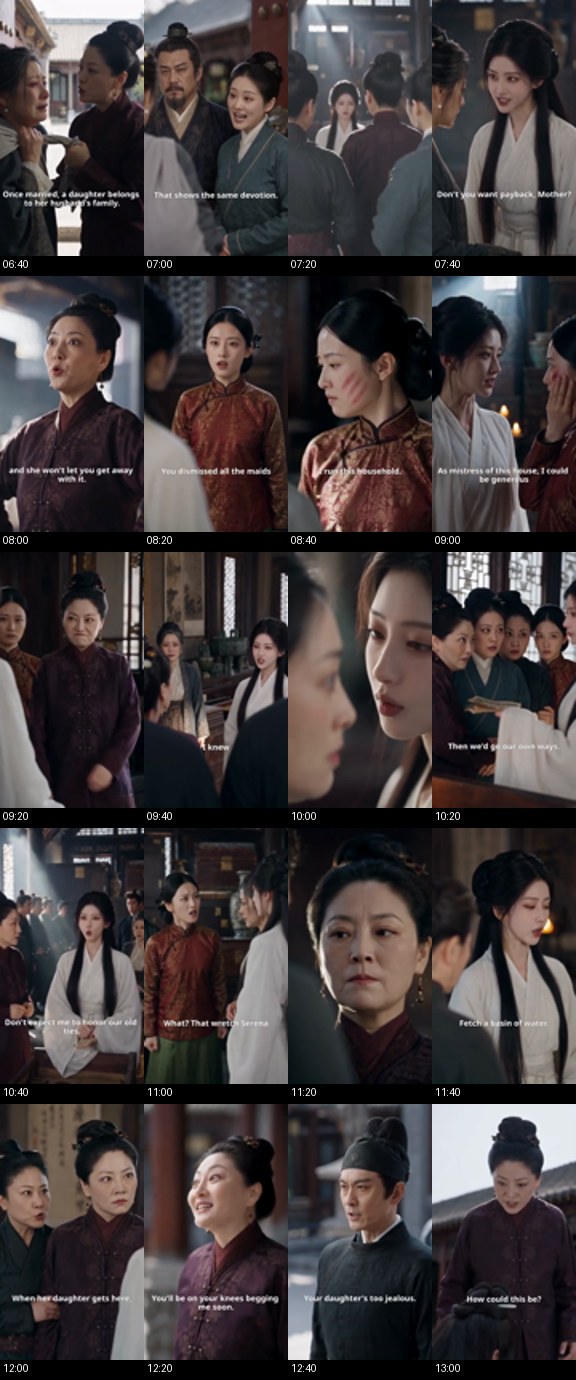 Once married, a daughter belongs
to her husband's family.
That shows the same devotion.
Don't you want payback, Mother?
06:40
07:00
07:20
07:40
and she won't let you get away
with it.
You dismissed all the maids
I run this household.
As mistress of this house, I could
be generous
08:00
08:20
08:40
09:00
I knew
Then we'd go our own ways.
09:20
09:40
10:00
10:20
Don't expect me to honor our old
ties.
What? That wretch Serena
Fetch a basin of water.
10:40
11:00
11:20
11:40
When her daughter gets here,
You'll be on your knees begging
me soon.
Your daughter's too jealous.
How could this be?
12:00
12:20
12:40
13:00